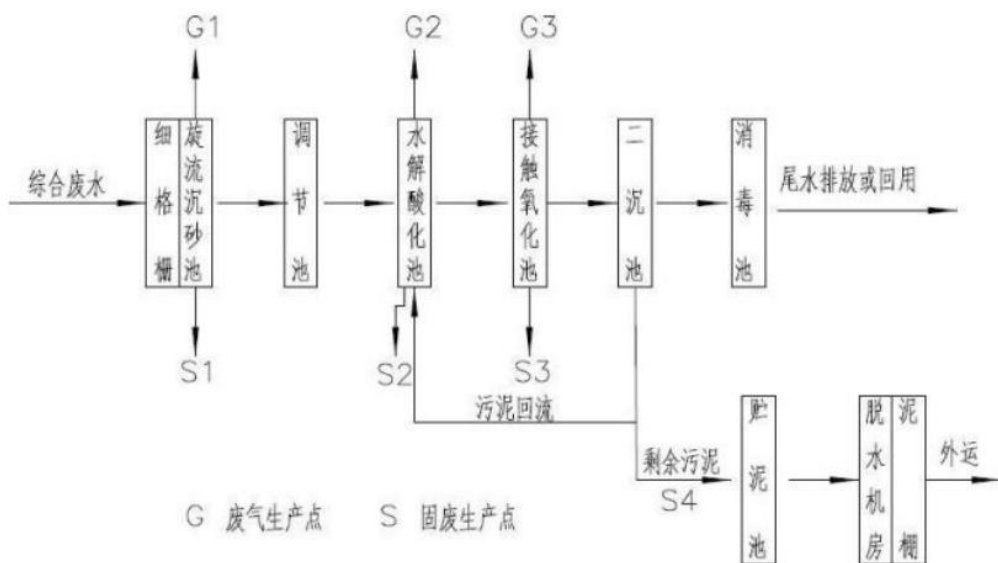 G1
G2
G3
综合废水
细格栅
旋流沉砂池
调节池
水解酸化池
接触氧化池
二沉池
消毒池
尾水排放或回用
S1
S2
S3
污泥回流
剩余污泥
S4
贮泥池
脱水机房
泥棚
外运
G 废气生产点
S 固废生产点